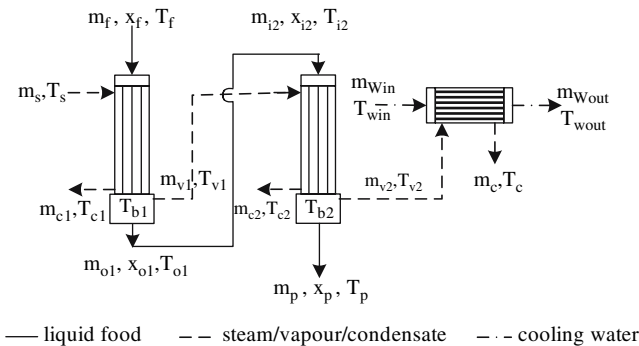 m_f, x_f, T_f
m_i2, x_i2, T_i2
m_s,T_s
m_Win
T_win
m_Wout
T_wout
m_v1,T_v1
m_v2,T_v2
m_c,T_c
m_c1,T_c1
T_b1
m_c2,T_c2
T_b2
m_o1, x_o1,T_o1
m_p, x_p, T_p
liquid food
steam/vapour/condensate
cooling water